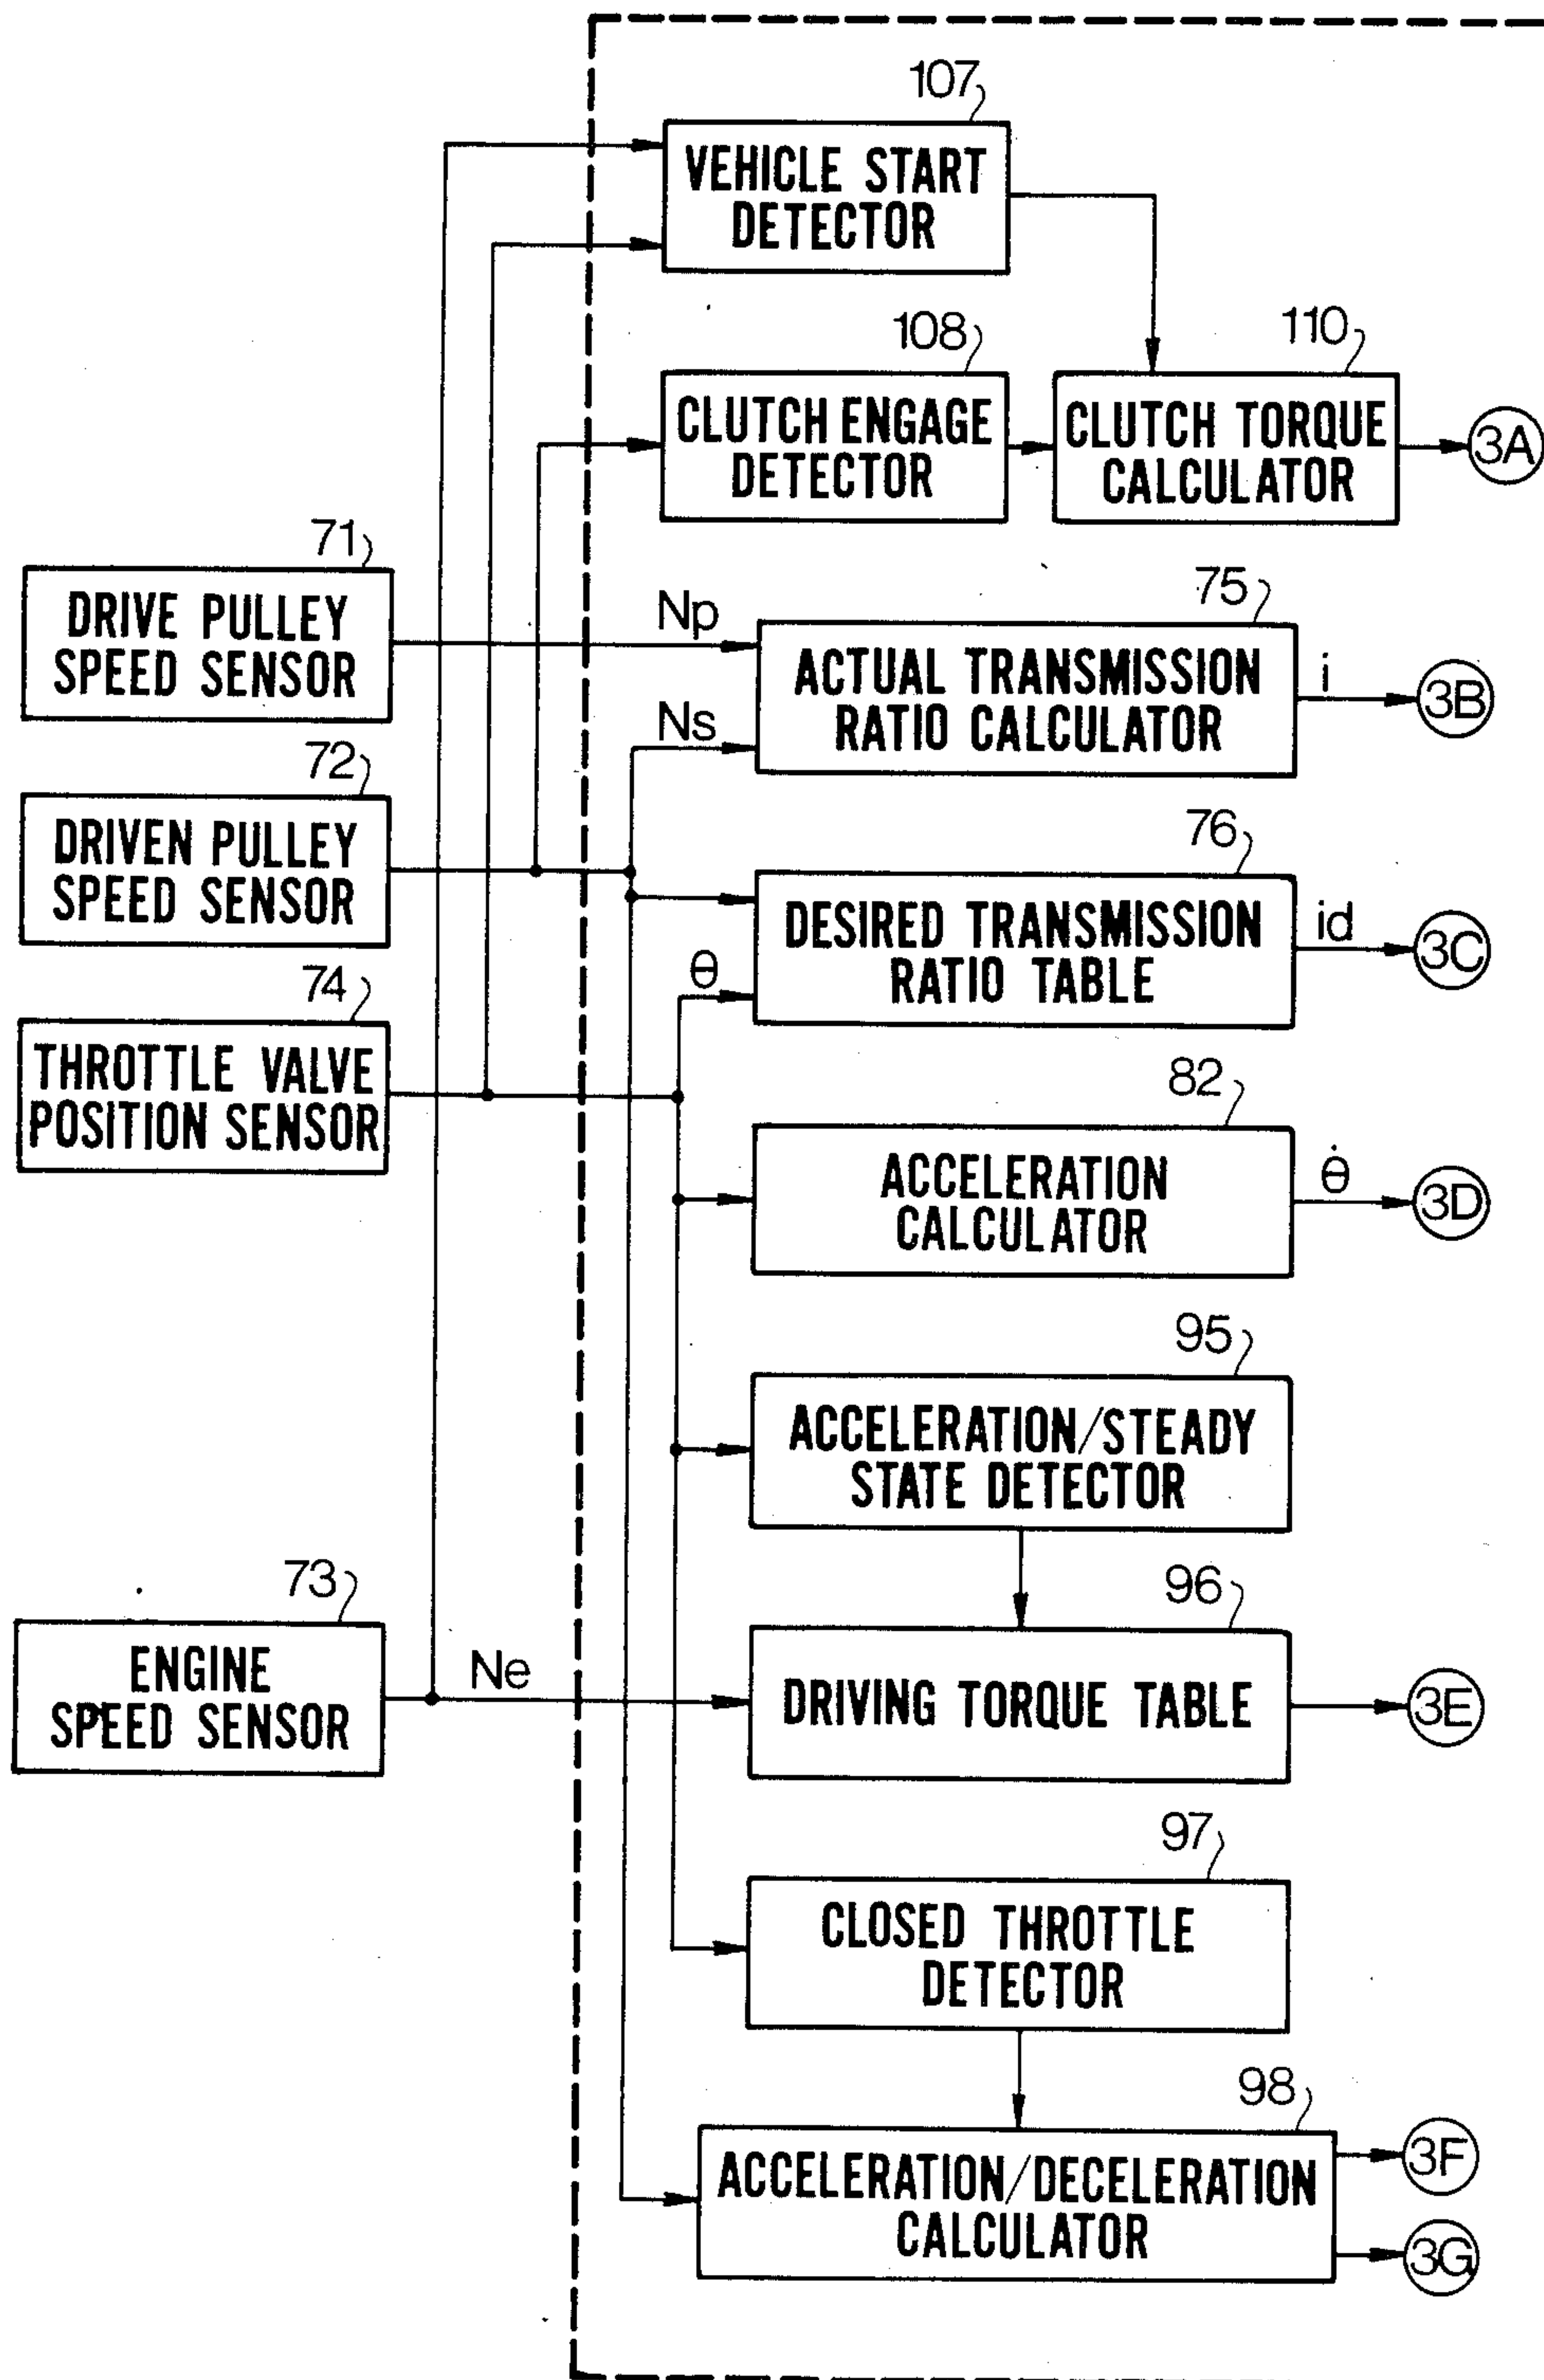 107
VEHICLE START
DETECTOR
108
CLUTCH ENGAGE
DETECTOR
110
CLUTCH TORQUE
CALCULATOR
3A
71
DRIVE PULLEY
SPEED SENSOR
Np
Ns
75
ACTUAL TRANSMISSION
RATIO CALCULATOR
i
3B
72
DRIVEN PULLEY
SPEED SENSOR
76
DESIRED TRANSMISSION
RATIO TABLE
id
3C
74
THROTTLE VALVE
POSITION SENSOR
θ
82
ACCELERATION
CALCULATOR
θ̇
3D
95
ACCELERATION/STEADY
STATE DETECTOR
73
ENGINE
SPEED SENSOR
Ne
96
DRIVING TORQUE TABLE
3E
97
CLOSED THROTTLE
DETECTOR
98
ACCELERATION/DECELERATION
CALCULATOR
3F
3G